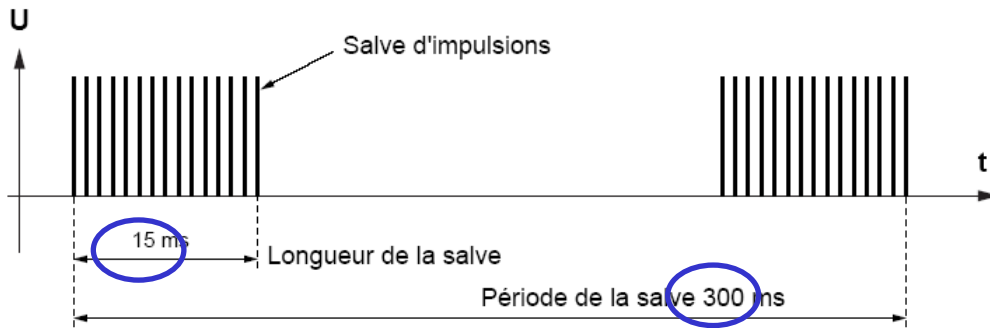 U
Salve d'impulsions
t
15 ms
Longueur de la salve
Période de la salve 300 ms